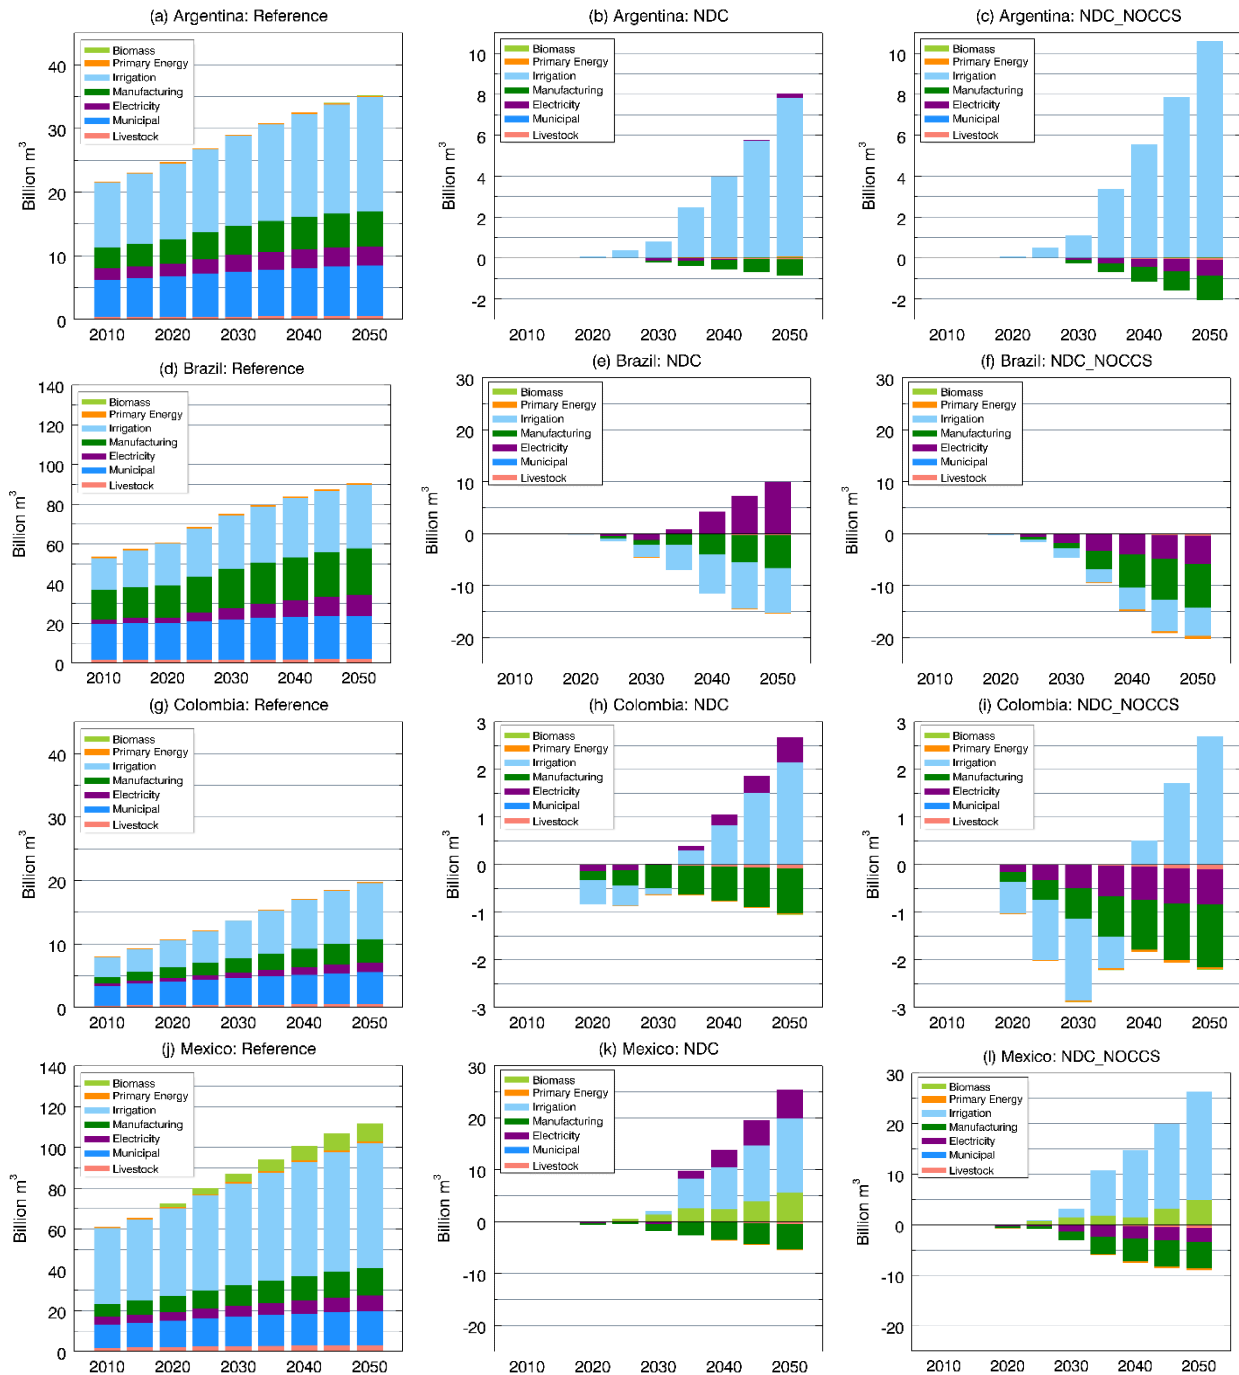 (a) Argentina: Reference
Biomass
Primary Energy
Irrigation
Manufacturing
Electricity
Municipal
Livestock
Billion m³
40
30
20
10
0
2010 2020 2030 2040 2050
(b) Argentina: NDC
Biomass
Primary Energy
Irrigation
Manufacturing
Electricity
Municipal
Livestock
Billion m³
10
8
6
4
2
0
-2
2010 2020 2030 2040 2050
(c) Argentina: NDC_NOCCS
Biomass
Primary Energy
Irrigation
Manufacturing
Electricity
Municipal
Livestock
Billion m³
10
8
6
4
2
0
-2
2010 2020 2030 2040 2050
(d) Brazil: Reference
Biomass
Primary Energy
Irrigation
Manufacturing
Electricity
Municipal
Livestock
Billion m³
140
120
100
80
60
40
20
0
2010 2020 2030 2040 2050
(e) Brazil: NDC
Biomass
Primary Energy
Irrigation
Manufacturing
Electricity
Municipal
Livestock
Billion m³
30
20
10
0
-10
-20
2010 2020 2030 2040 2050
(f) Brazil: NDC_NOCCS
Biomass
Primary Energy
Irrigation
Manufacturing
Electricity
Municipal
Livestock
Billion m³
30
20
10
0
-10
-20
2010 2020 2030 2040 2050
(g) Colombia: Reference
Biomass
Primary Energy
Irrigation
Manufacturing
Electricity
Municipal
Livestock
Billion m³
40
30
20
10
0
2010 2020 2030 2040 2050
(h) Colombia: NDC
Biomass
Primary Energy
Irrigation
Manufacturing
Electricity
Municipal
Livestock
Billion m³
3
2
1
0
-1
-2
-3
2010 2020 2030 2040 2050
(i) Colombia: NDC_NOCCS
Biomass
Primary Energy
Irrigation
Manufacturing
Electricity
Municipal
Livestock
Billion m³
3
2
1
0
-1
-2
-3
2010 2020 2030 2040 2050
(j) Mexico: Reference
Biomass
Primary Energy
Irrigation
Manufacturing
Electricity
Municipal
Livestock
Billion m³
140
120
100
80
60
40
20
0
2010 2020 2030 2040 2050
(k) Mexico: NDC
Biomass
Primary Energy
Irrigation
Manufacturing
Electricity
Municipal
Livestock
Billion m³
30
20
10
0
-10
-20
2010 2020 2030 2040 2050
(l) Mexico: NDC_NOCCS
Biomass
Primary Energy
Irrigation
Manufacturing
Electricity
Municipal
Livestock
Billion m³
30
20
10
0
-10
-20
2010 2020 2030 2040 2050